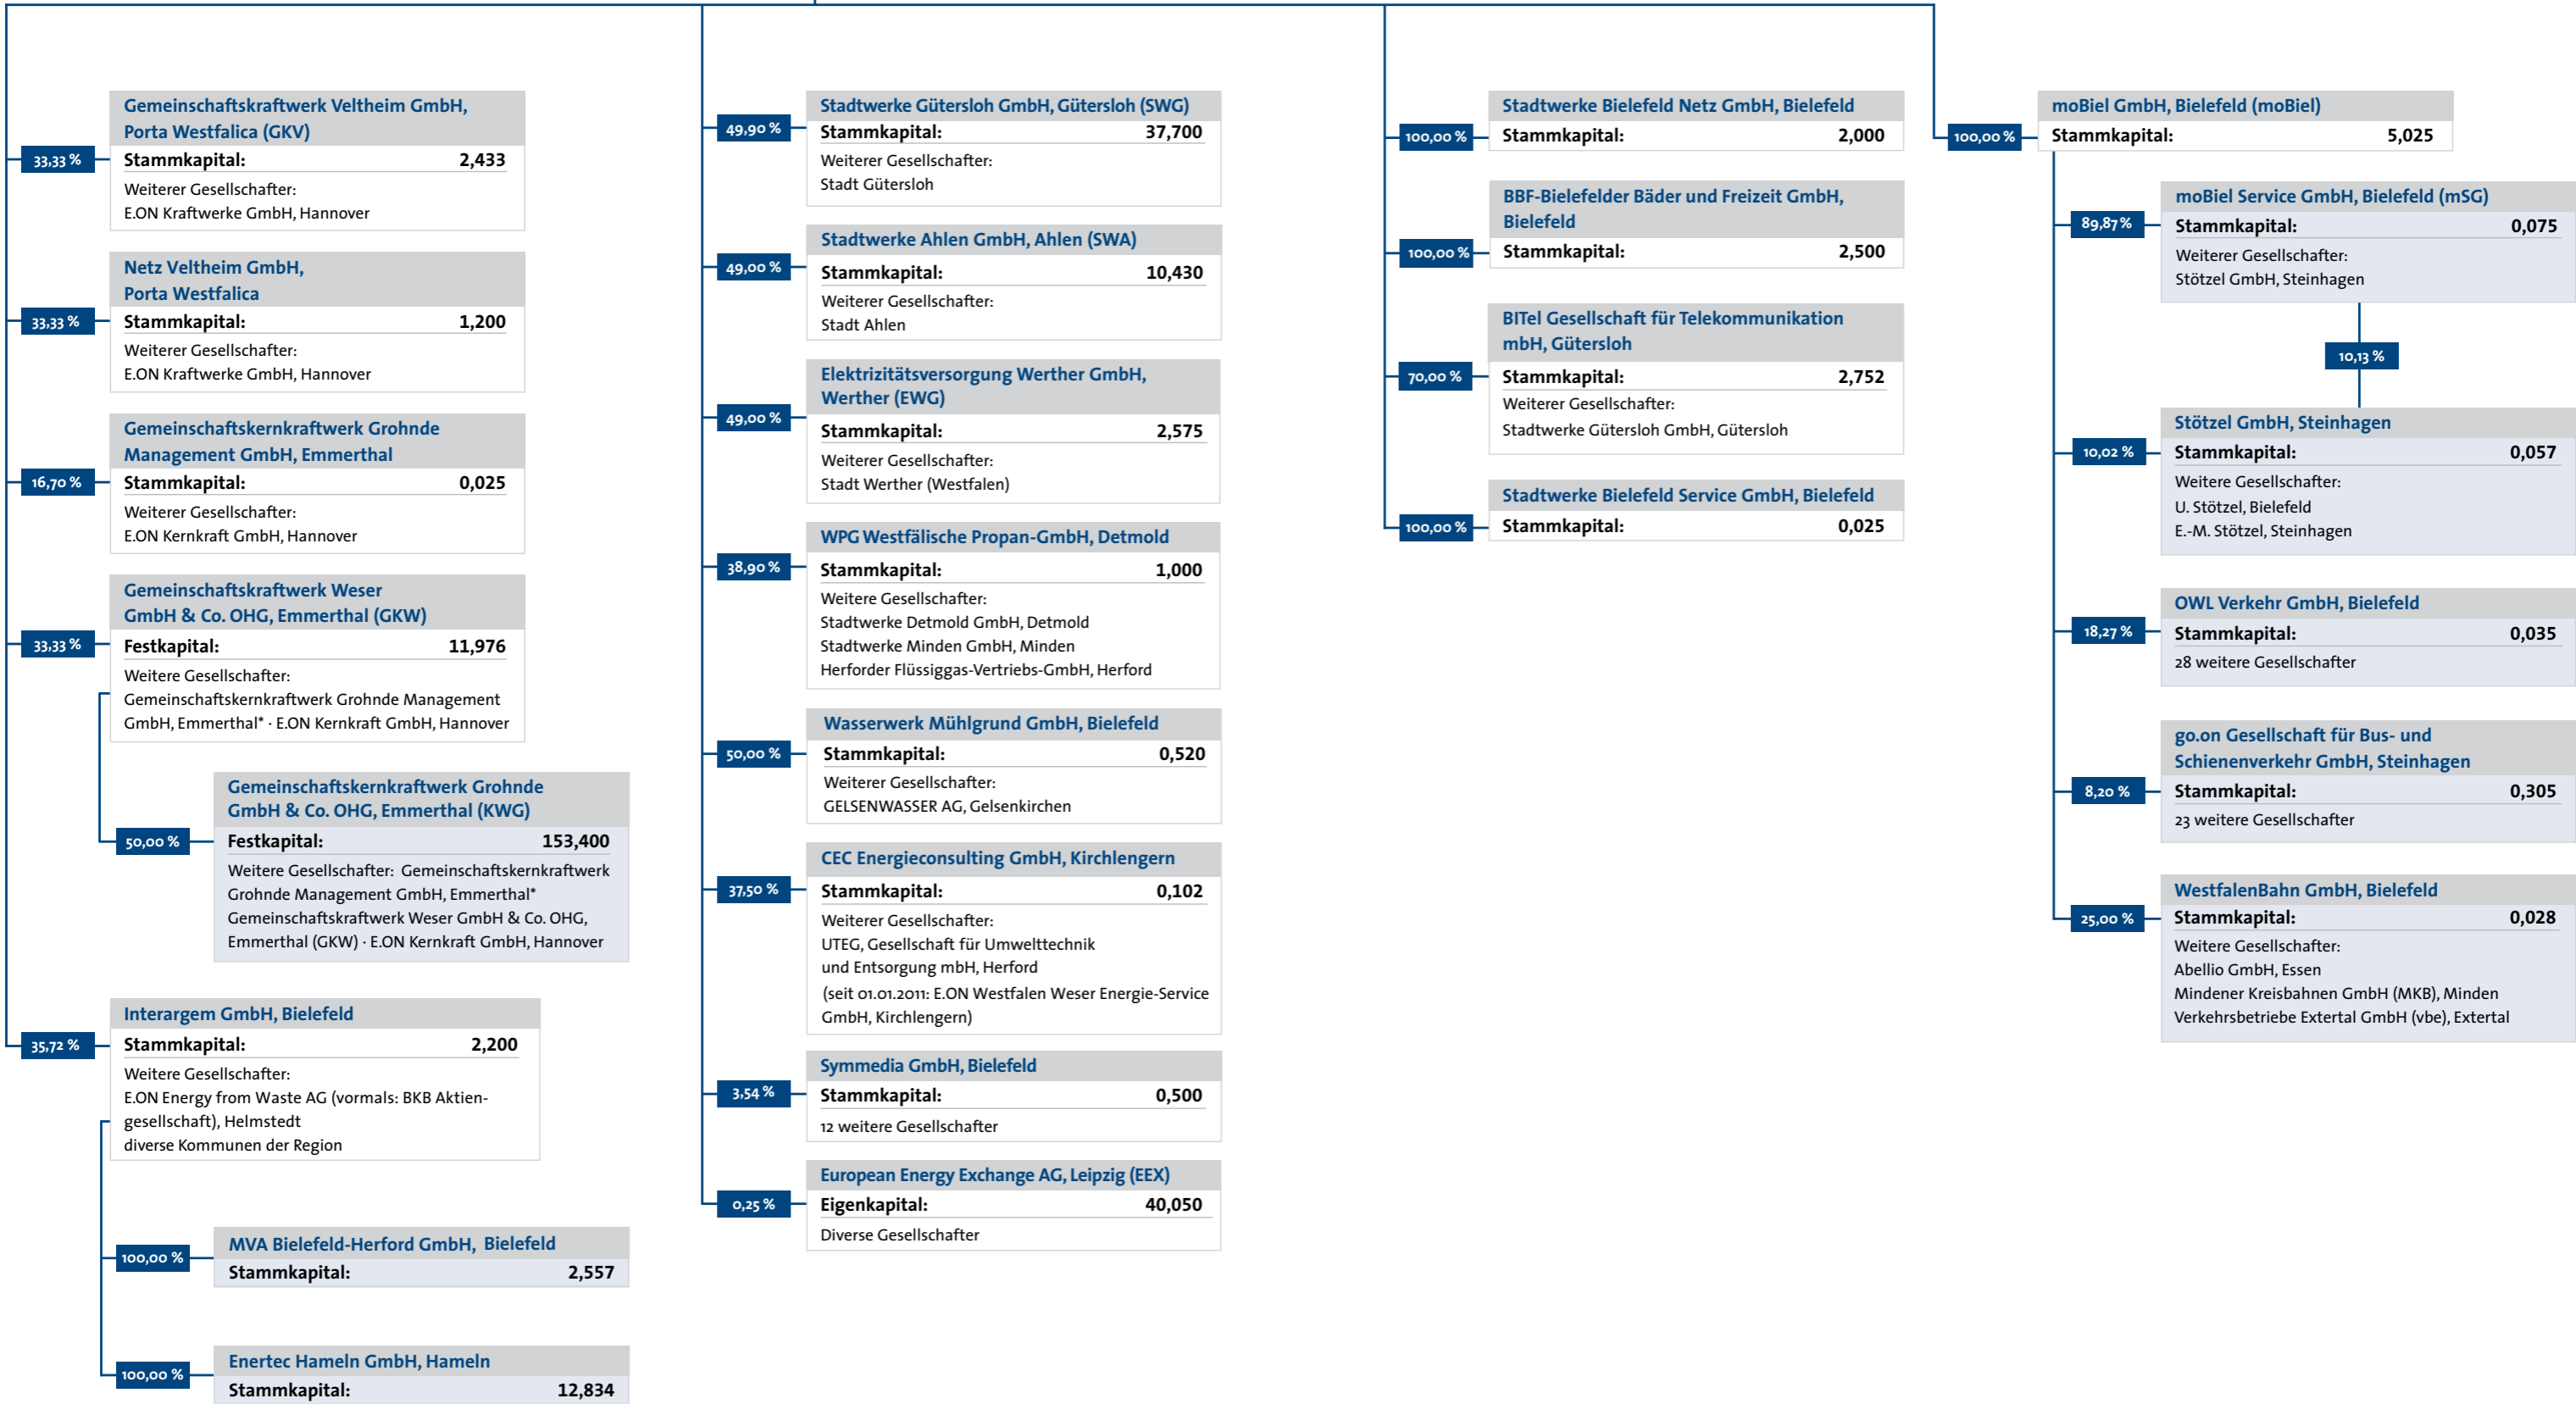 Gemeinschaftskraftwerk Veltheim GmbH,
Porta Westfalica (GKV)
33,33 %
Stammkapital: 2,433
Weiterer Gesellschafter:
E.ON Kraftwerke GmbH, Hannover
Netz Veltheim GmbH,
Porta Westfalica
33,33 %
Stammkapital: 1,200
Weiterer Gesellschafter:
E.ON Kraftwerke GmbH, Hannover
Gemeinschaftskernkraftwerk Grohnde
Management GmbH, Emmerthal
16,70 %
Stammkapital: 0,025
Weiterer Gesellschafter:
E.ON Kernkraft GmbH, Hannover
Gemeinschaftskraftwerk Weser
GmbH & Co. OHG, Emmerthal (GKW)
33,33 %
Festkapital: 11,976
Weitere Gesellschafter:
Gemeinschaftskernkraftwerk Grohnde Management
GmbH, Emmerthal* · E.ON Kernkraft GmbH, Hannover
Gemeinschaftskernkraftwerk Grohnde
GmbH & Co. OHG, Emmerthal (KWG)
50,00 %
Festkapital: 153,400
Weitere Gesellschafter: Gemeinschaftskernkraftwerk
Grohnde Management GmbH, Emmerthal*
Gemeinschaftskraftwerk Weser GmbH & Co. OHG,
Emmerthal (GKW) · E.ON Kernkraft GmbH, Hannover
Interargem GmbH, Bielefeld
35,72 %
Stammkapital: 2,200
Weitere Gesellschafter:
E.ON Energy from Waste AG (vormals: BKB Aktien-
gesellschaft), Helmstedt
diverse Kommunen der Region
MVA Bielefeld-Herford GmbH, Bielefeld
100,00 %
Stammkapital: 2,557
Enertec Hameln GmbH, Hameln
100,00 %
Stammkapital: 12,834
Stadtwerke Gütersloh GmbH, Gütersloh (SWG)
49,90 %
Stammkapital: 37,700
Weiterer Gesellschafter:
Stadt Gütersloh
Stadtwerke Ahlen GmbH, Ahlen (SWA)
49,00 %
Stammkapital: 10,430
Weiterer Gesellschafter:
Stadt Ahlen
Elektrizitätsversorgung Werther GmbH,
Werther (EWG)
49,00 %
Stammkapital: 2,575
Weiterer Gesellschafter:
Stadt Werther (Westfalen)
WPG Westfälische Propan-GmbH, Detmold
38,90 %
Stammkapital: 1,000
Weitere Gesellschafter:
Stadtwerke Detmold GmbH, Detmold
Stadtwerke Minden GmbH, Minden
Herforder Flüssiggas-Vertriebs-GmbH, Herford
Wasserwerk Mühlgrund GmbH, Bielefeld
50,00 %
Stammkapital: 0,520
Weiterer Gesellschafter:
GELSENWASSER AG, Gelsenkirchen
CEC Energieconsulting GmbH, Kirchlengern
37,50 %
Stammkapital: 0,102
Weiterer Gesellschafter:
UTEG, Gesellschaft für Umwelttechnik
und Entsorgung mbH, Herford
(seit 01.01.2011: E.ON Westfalen Weser Energie-Service
GmbH, Kirchlengern)
Symmedia GmbH, Bielefeld
3,54 %
Stammkapital: 0,500
12 weitere Gesellschafter
European Energy Exchange AG, Leipzig (EEX)
0,25 %
Eigenkapital: 40,050
Diverse Gesellschafter
Stadtwerke Bielefeld Netz GmbH, Bielefeld
100,00 %
Stammkapital: 2,000
BBF-Bielefelder Bäder und Freizeit GmbH,
Bielefeld
100,00 %
Stammkapital: 2,500
BITel Gesellschaft für Telekommunikation
mbH, Gütersloh
70,00 %
Stammkapital: 2,752
Weiterer Gesellschafter:
Stadtwerke Gütersloh GmbH, Gütersloh
Stadtwerke Bielefeld Service GmbH, Bielefeld
100,00 %
Stammkapital: 0,025
moBiel GmbH, Bielefeld (moBiel)
100,00 %
Stammkapital: 5,025
moBiel Service GmbH, Bielefeld (mSG)
89,87 %
Stammkapital: 0,075
Weiterer Gesellschafter:
Stötzel GmbH, Steinhagen
10,13 %
Stötzel GmbH, Steinhagen
10,02 %
Stammkapital: 0,057
Weitere Gesellschafter:
U. Stötzel, Bielefeld
E.-M. Stötzel, Steinhagen
OWL Verkehr GmbH, Bielefeld
18,27 %
Stammkapital: 0,035
28 weitere Gesellschafter
go.on Gesellschaft für Bus- und
Schienenverkehr GmbH, Steinhagen
8,20 %
Stammkapital: 0,305
23 weitere Gesellschafter
WestfalenBahn GmbH, Bielefeld
25,00 %
Stammkapital: 0,028
Weitere Gesellschafter:
Abellio GmbH, Essen
Mindener Kreisbahnen GmbH (MKB), Minden
Verkehrsbetriebe Extertal GmbH (vbe), Extertal